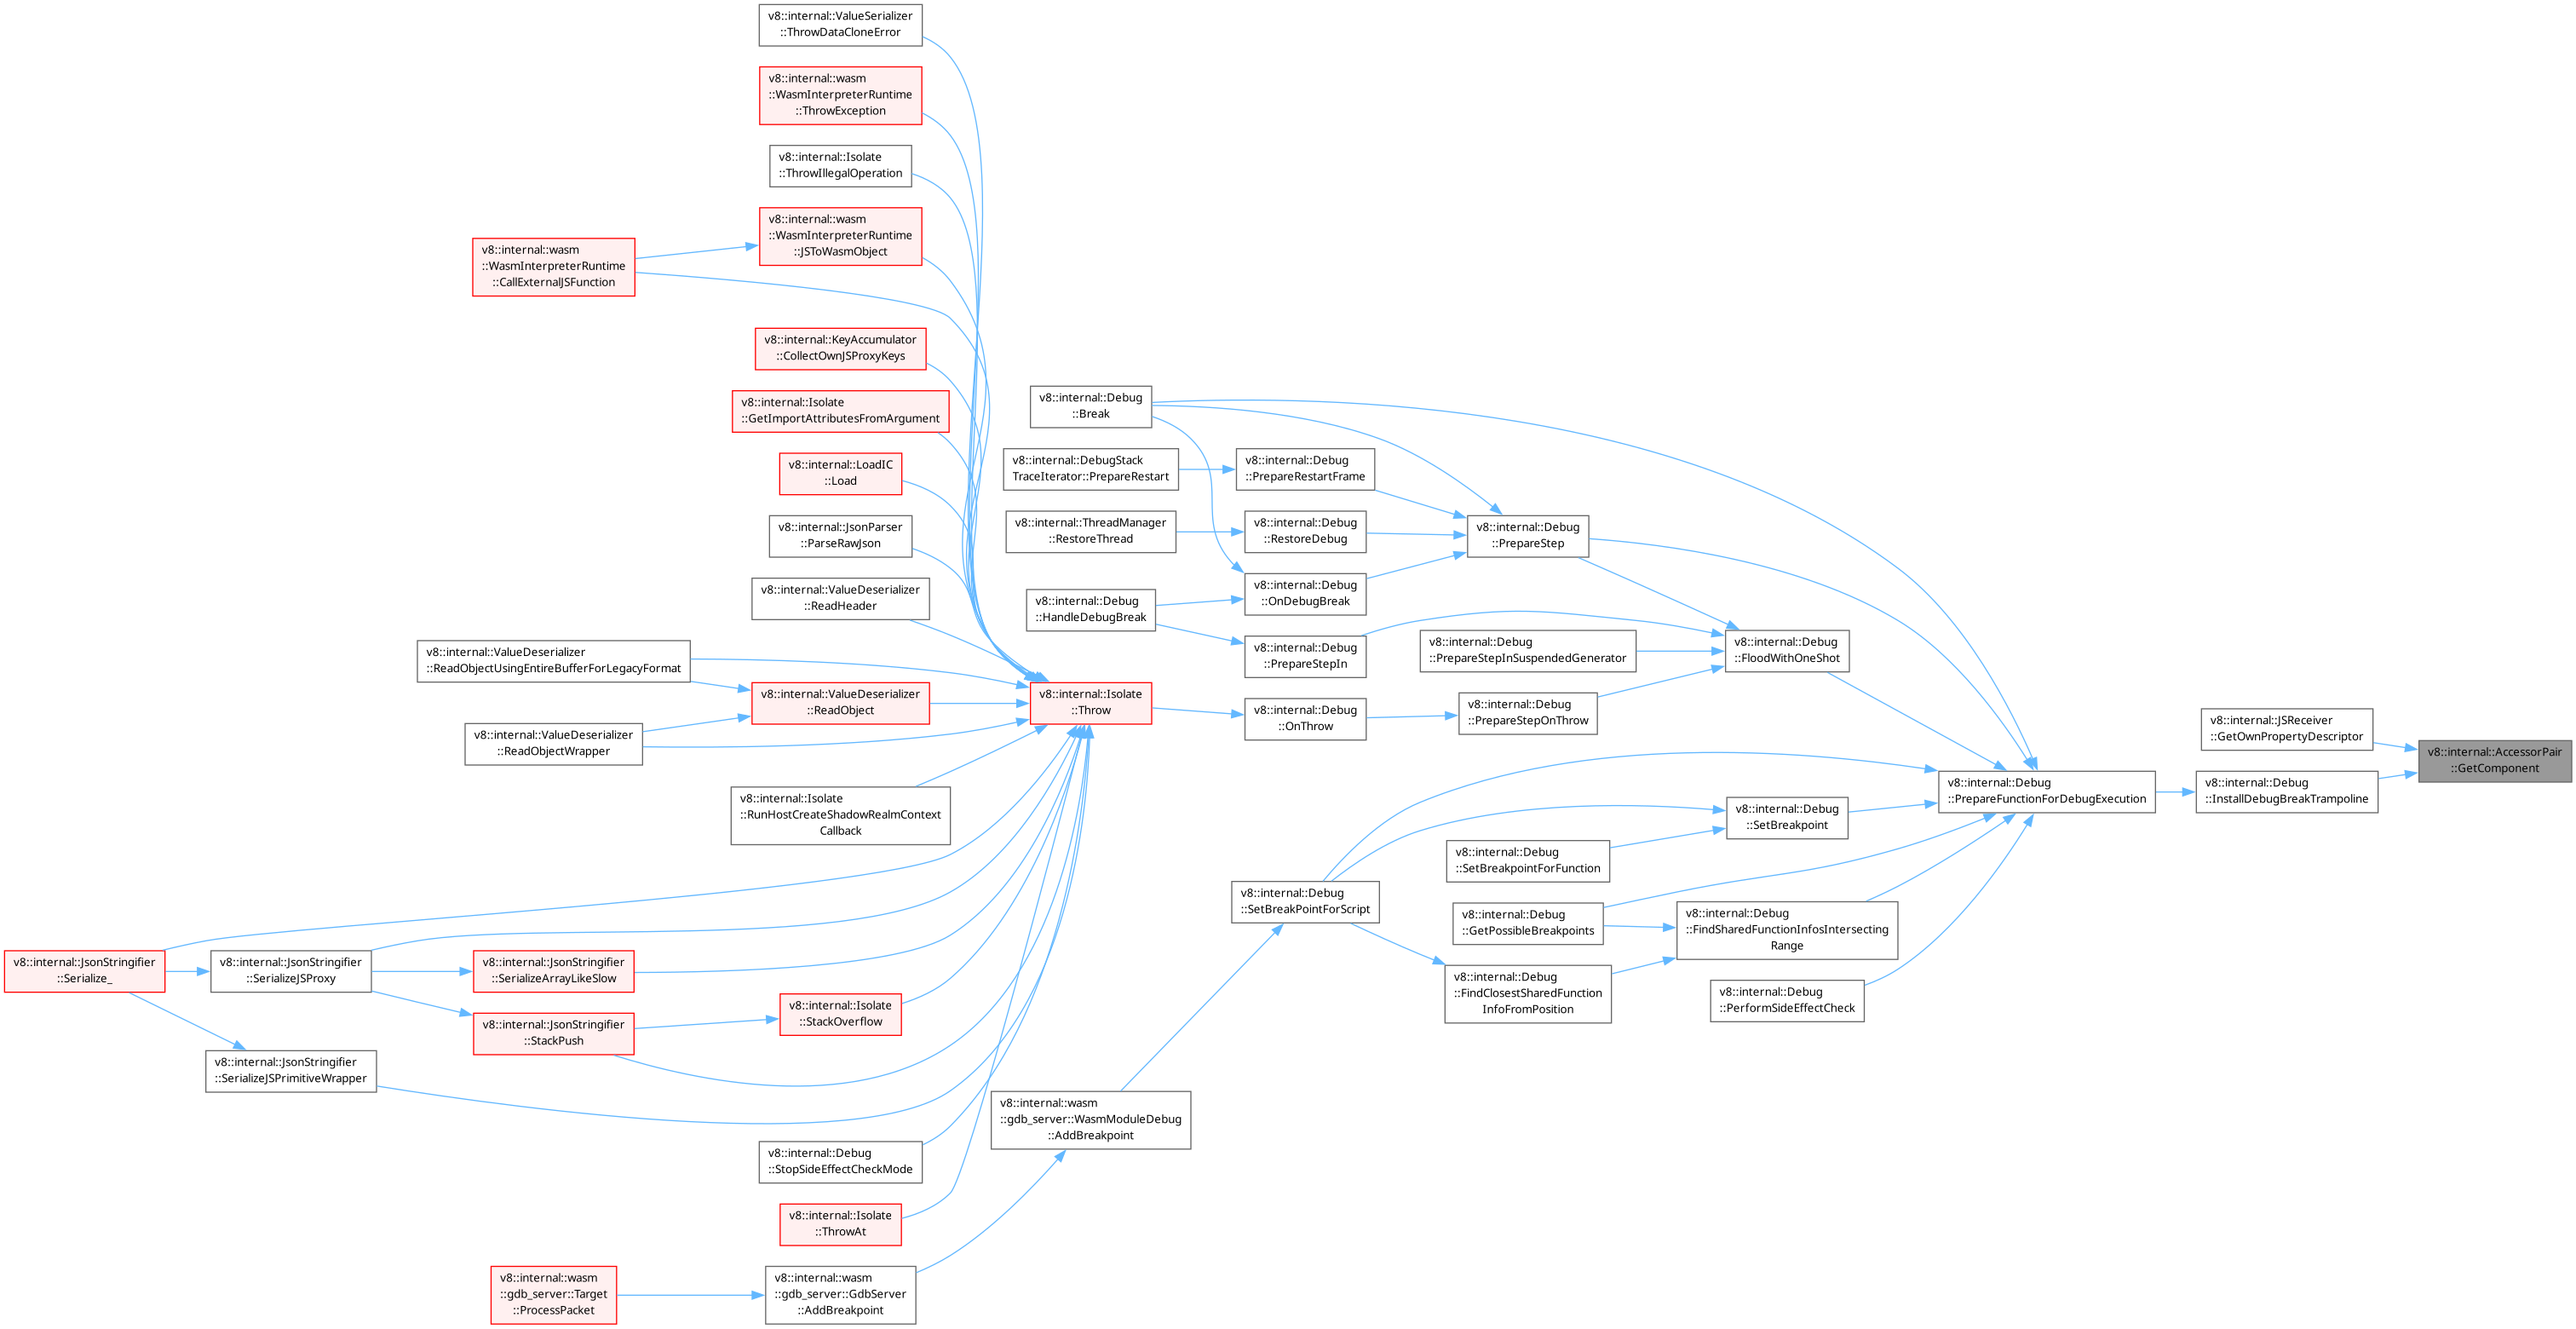 v8::internal::ValueSerializer
::ThrowDataCloneError
v8::internal::wasm
::WasmInterpreterRuntime
::ThrowException
v8::internal::Isolate
::ThrowIllegalOperation
v8::internal::wasm
::WasmInterpreterRuntime
::JSToWasmObject
v8::internal::wasm
::WasmInterpreterRuntime
::CallExternalJSFunction
v8::internal::KeyAccumulator
::CollectOwnJSProxyKeys
v8::internal::Isolate
::GetImportAttributesFromArgument
v8::internal::LoadIC
::Load
v8::internal::JsonParser
::ParseRawJson
v8::internal::ValueDeserializer
::ReadHeader
v8::internal::ValueDeserializer
::ReadObjectUsingEntireBufferForLegacyFormat
v8::internal::ValueDeserializer
::ReadObject
v8::internal::ValueDeserializer
::ReadObjectWrapper
v8::internal::Isolate
::RunHostCreateShadowRealmContext
Callback
v8::internal::JsonStringifier
::Serialize_
v8::internal::JsonStringifier
::SerializeJSProxy
v8::internal::JsonStringifier
::SerializeArrayLikeSlow
v8::internal::Isolate
::StackOverflow
v8::internal::JsonStringifier
::StackPush
v8::internal::JsonStringifier
::SerializeJSPrimitiveWrapper
v8::internal::Debug
::StopSideEffectCheckMode
v8::internal::Isolate
::ThrowAt
v8::internal::wasm
::gdb_server::Target
::ProcessPacket
v8::internal::wasm
::gdb_server::GdbServer
::AddBreakpoint
v8::internal::Debug
::Break
v8::internal::DebugStack
TraceIterator::PrepareRestart
v8::internal::Debug
::PrepareRestartFrame
v8::internal::ThreadManager
::RestoreThread
v8::internal::Debug
::RestoreDebug
v8::internal::Debug
::PrepareStep
v8::internal::Debug
::HandleDebugBreak
v8::internal::Debug
::OnDebugBreak
v8::internal::Debug
::PrepareStepIn
v8::internal::Debug
::PrepareStepInSuspendedGenerator
v8::internal::Debug
::FloodWithOneShot
v8::internal::Isolate
::Throw
v8::internal::Debug
::OnThrow
v8::internal::Debug
::PrepareStepOnThrow
v8::internal::JSReceiver
::GetOwnPropertyDescriptor
v8::internal::AccessorPair
::GetComponent
v8::internal::Debug
::PrepareFunctionForDebugExecution
v8::internal::Debug
::InstallDebugBreakTrampoline
v8::internal::Debug
::SetBreakpoint
v8::internal::Debug
::SetBreakpointForFunction
v8::internal::Debug
::SetBreakPointForScript
v8::internal::Debug
::GetPossibleBreakpoints
v8::internal::Debug
::FindSharedFunctionInfosIntersecting
Range
v8::internal::Debug
::FindClosestSharedFunction
InfoFromPosition
v8::internal::Debug
::PerformSideEffectCheck
v8::internal::wasm
::gdb_server::WasmModuleDebug
::AddBreakpoint